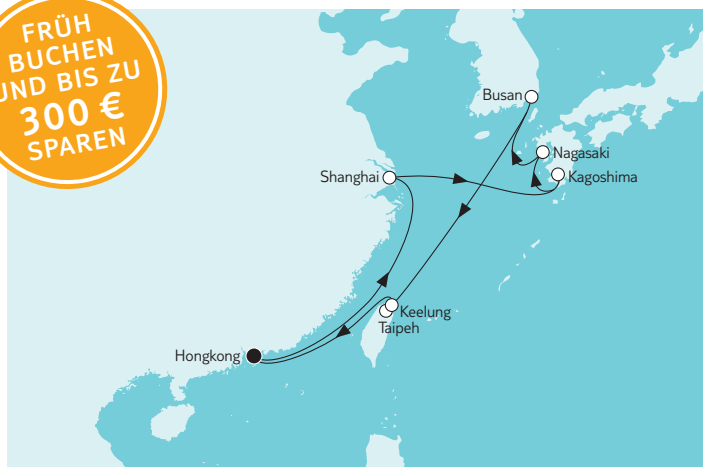 FRÜH
BUCHEN
UND BIS ZU
300 €
SPAREN
Busan
Nagasaki
Shanghai
Kagoshima
Keelung
Taipeh
Hongkong